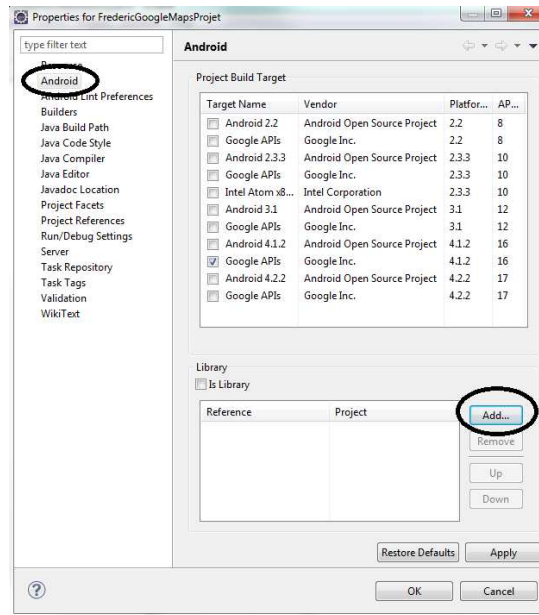 Properties for FredericGoogleMapsProjet
type filter text
Resource
Android
Android Lint Preferences
Builders
Java Build Path
Java Code Style
Java Compiler
Java Editor
Javadoc Location
Project Facets
Project References
Run/Debug Settings
Server
Task Repository
Task Tags
Validation
WikiText
Android
Project Build Target
Target Name Vendor Platfor... AP...
Android 2.2 Android Open Source Project 2.2 8
Google APIs Google Inc. 2.2 8
Android 2.3.3 Android Open Source Project 2.3.3 10
Google APIs Google Inc. 2.3.3 10
Intel Atom x8... Intel Corporation 2.3.3 10
Android 3.1 Android Open Source Project 3.1 12
Google APIs Google Inc. 3.1 12
Android 4.1.2 Android Open Source Project 4.1.2 16
Google APIs Google Inc. 4.1.2 16
Android 4.2.2 Android Open Source Project 4.2.2 17
Google APIs Google Inc. 4.2.2 17
Library
Is Library
Reference Project
Add...
Remove
Up
Down
Restore Defaults Apply
? OK Cancel